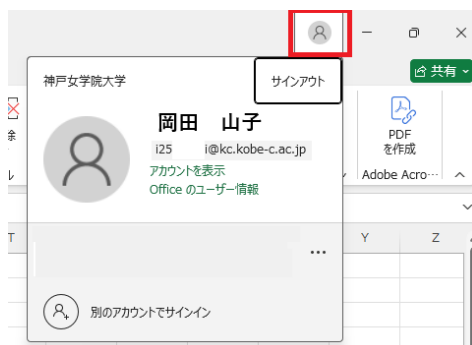 共有
神戸女学院大学
サインアウト
岡田 山子
i25 i@kc.kobe-c.ac.jp
アカウントを表示
Office のユーザー情報
除
PDF
を作成
ル
Adobe Acro…
T
Y
Z
別のアカウントでサインイン